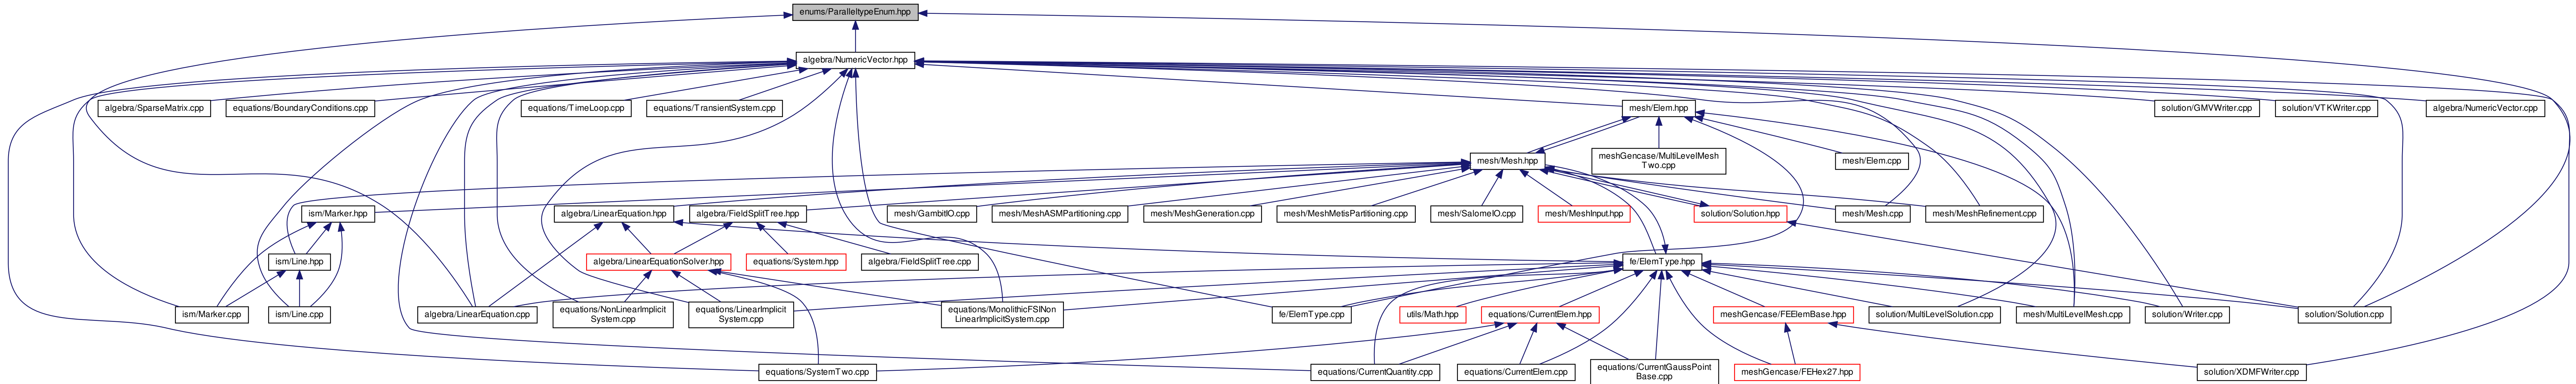 enums/ParalleltypeEnum.hpp
algebra/NumericVector.hpp
algebra/SparseMatrix.cpp
equations/BoundaryConditions.cpp
equations/TimeLoop.cpp
equations/TransientSystem.cpp
mesh/Elem.hpp
solution/GMVWriter.cpp
solution/VTKWriter.cpp
algebra/NumericVector.cpp
mesh/Mesh.hpp
meshGencase/MultiLevelMesh
Two.cpp
mesh/Elem.cpp
ism/Marker.hpp
algebra/LinearEquation.hpp
algebra/FieldSplitTree.hpp
mesh/GambitIO.cpp
mesh/MeshASMPartitioning.cpp
mesh/MeshGeneration.cpp
mesh/MeshMetisPartitioning.cpp
mesh/SalomeIO.cpp
mesh/MeshInput.hpp
solution/Solution.hpp
mesh/Mesh.cpp
mesh/MeshRefinement.cpp
ism/Line.hpp
algebra/LinearEquationSolver.hpp
equations/System.hpp
algebra/FieldSplitTree.cpp
fe/ElemType.hpp
ism/Marker.cpp
ism/Line.cpp
algebra/LinearEquation.cpp
equations/NonLinearImplicit
System.cpp
equations/LinearImplicit
System.cpp
equations/MonolithicFSINon
LinearImplicitSystem.cpp
fe/ElemType.cpp
utils/Math.hpp
equations/CurrentElem.hpp
meshGencase/FEElemBase.hpp
solution/MultiLevelSolution.cpp
mesh/MultiLevelMesh.cpp
solution/Writer.cpp
solution/Solution.cpp
equations/SystemTwo.cpp
equations/CurrentQuantity.cpp
equations/CurrentElem.cpp
equations/CurrentGaussPoint
Base.cpp
meshGencase/FEHex27.hpp
solution/XDMFWriter.cpp